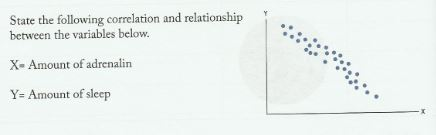 State the following correlation and relationship
between the variables below.
X= Amount of adrenalin
Y= Amount of sleep
Y
X